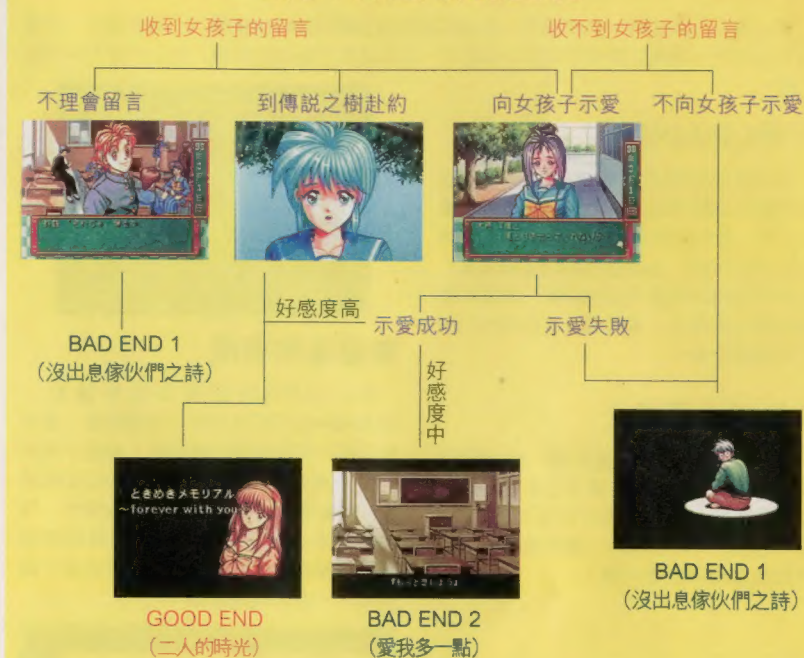 收到女孩子的留言
收不到女孩子的留言
不理會留言
到傳說之樹赴約
向女孩子示愛
不向女孩子示愛
好感度高
示愛成功
示愛失敗
BAD END 1
(沒出息傢伙們之詩)
好感度中
ときめきメモリアル
~forever with you
GOOD END
(二人的時光)
BAD END 2
(愛我多一點)
BAD END 1
(沒出息傢伙們之詩)